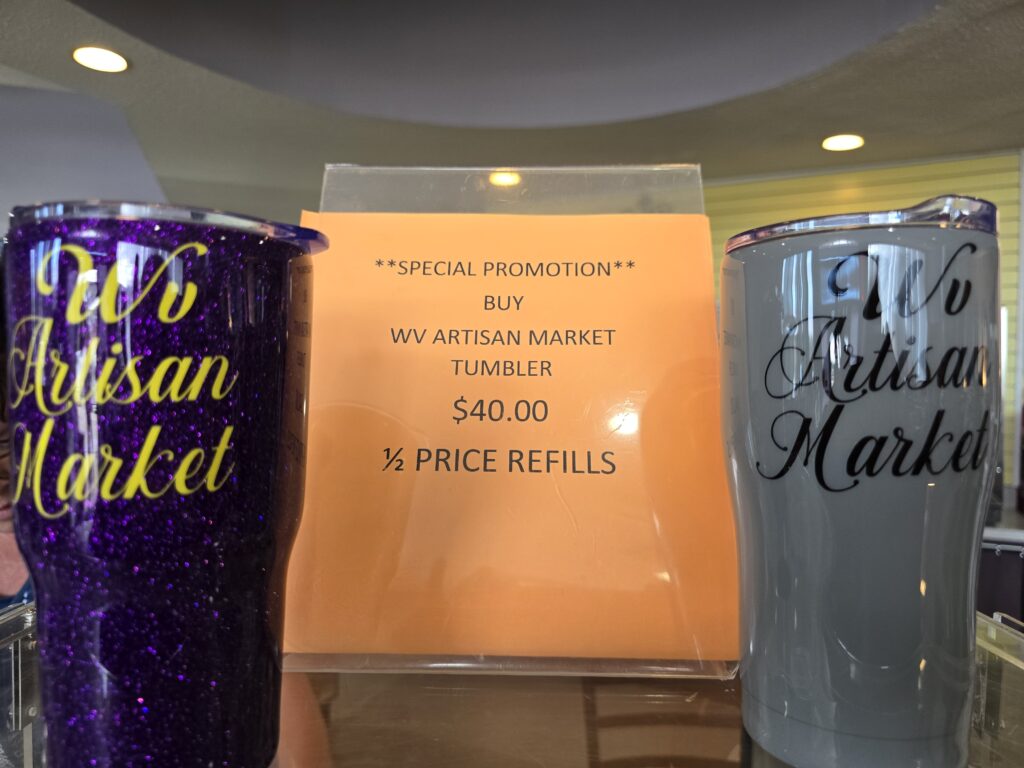 Wv
Artisan
Market
**SPECIAL PROMOTION**
BUY
WV ARTISAN MARKET
TUMBLER
$40.00
½ PRICE REFILLS
Wv
Artisan
Market